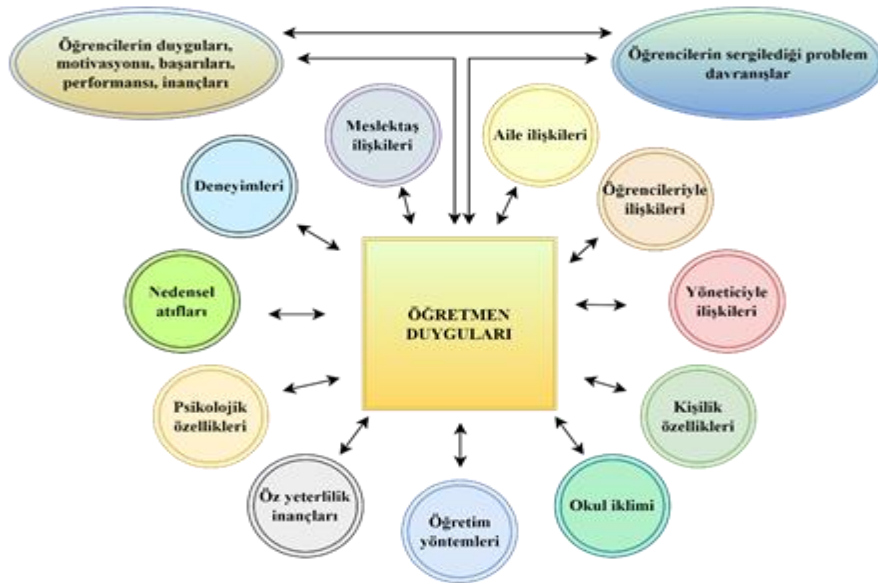 Öğrencilerin duyguları,
motivasyonu, başarıları,
performansı, inançları
Öğrencilerin sergilediği problem
davranışlar
Meslektaş
ilişkileri
Aile ilişkileri
Deneyimleri
Öğrencileriyle
ilişkileri
Nedensel
atıfları
ÖĞRETMEN
DUYGULARI
Yöneticiyle
ilişkileri
Psikolojik
özellikleri
Kişilik
özellikleri
Öz yeterlilik
inançları
Öğretim
yöntemleri
Okul iklimi